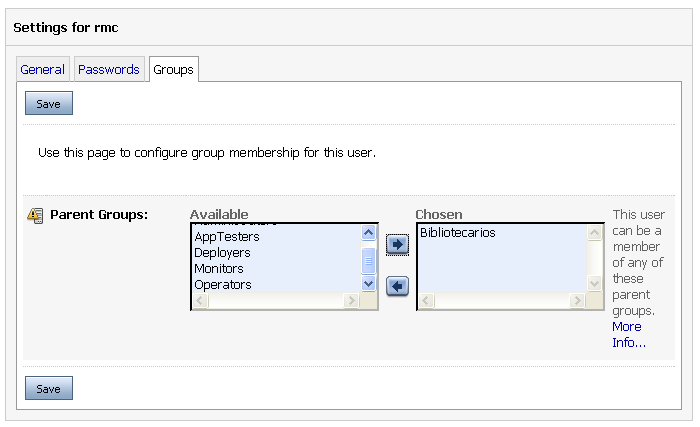 Settings for rmc
General Passwords Groups
Save
Use this page to configure group membership for this user.
Parent Groups:
Available
AppTesters
Deployers
Monitors
Operators
Chosen
Bibliotecarios
This user
can be a
member
of any of
these
parent
groups.
More
Info...
Save